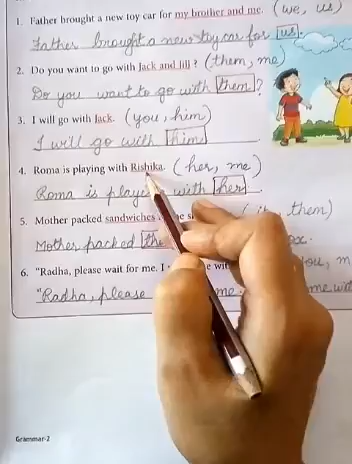 1. Father brought a new toy car for my brother and me. (we, us)
Father brought a new toy car for us.
2. Do you want to go with Jack and Jill ? (them, me)
Do you want to go with them?
3. I will go with Jack. (you, him)
I will go with him
4. Roma is playing with Rishika. (her, me)
Roma is with her
5. Mother packed sandwiches them)
Mother packed
6. "Radha, please wait for me. I
"Radha, please me.
Grammar-2